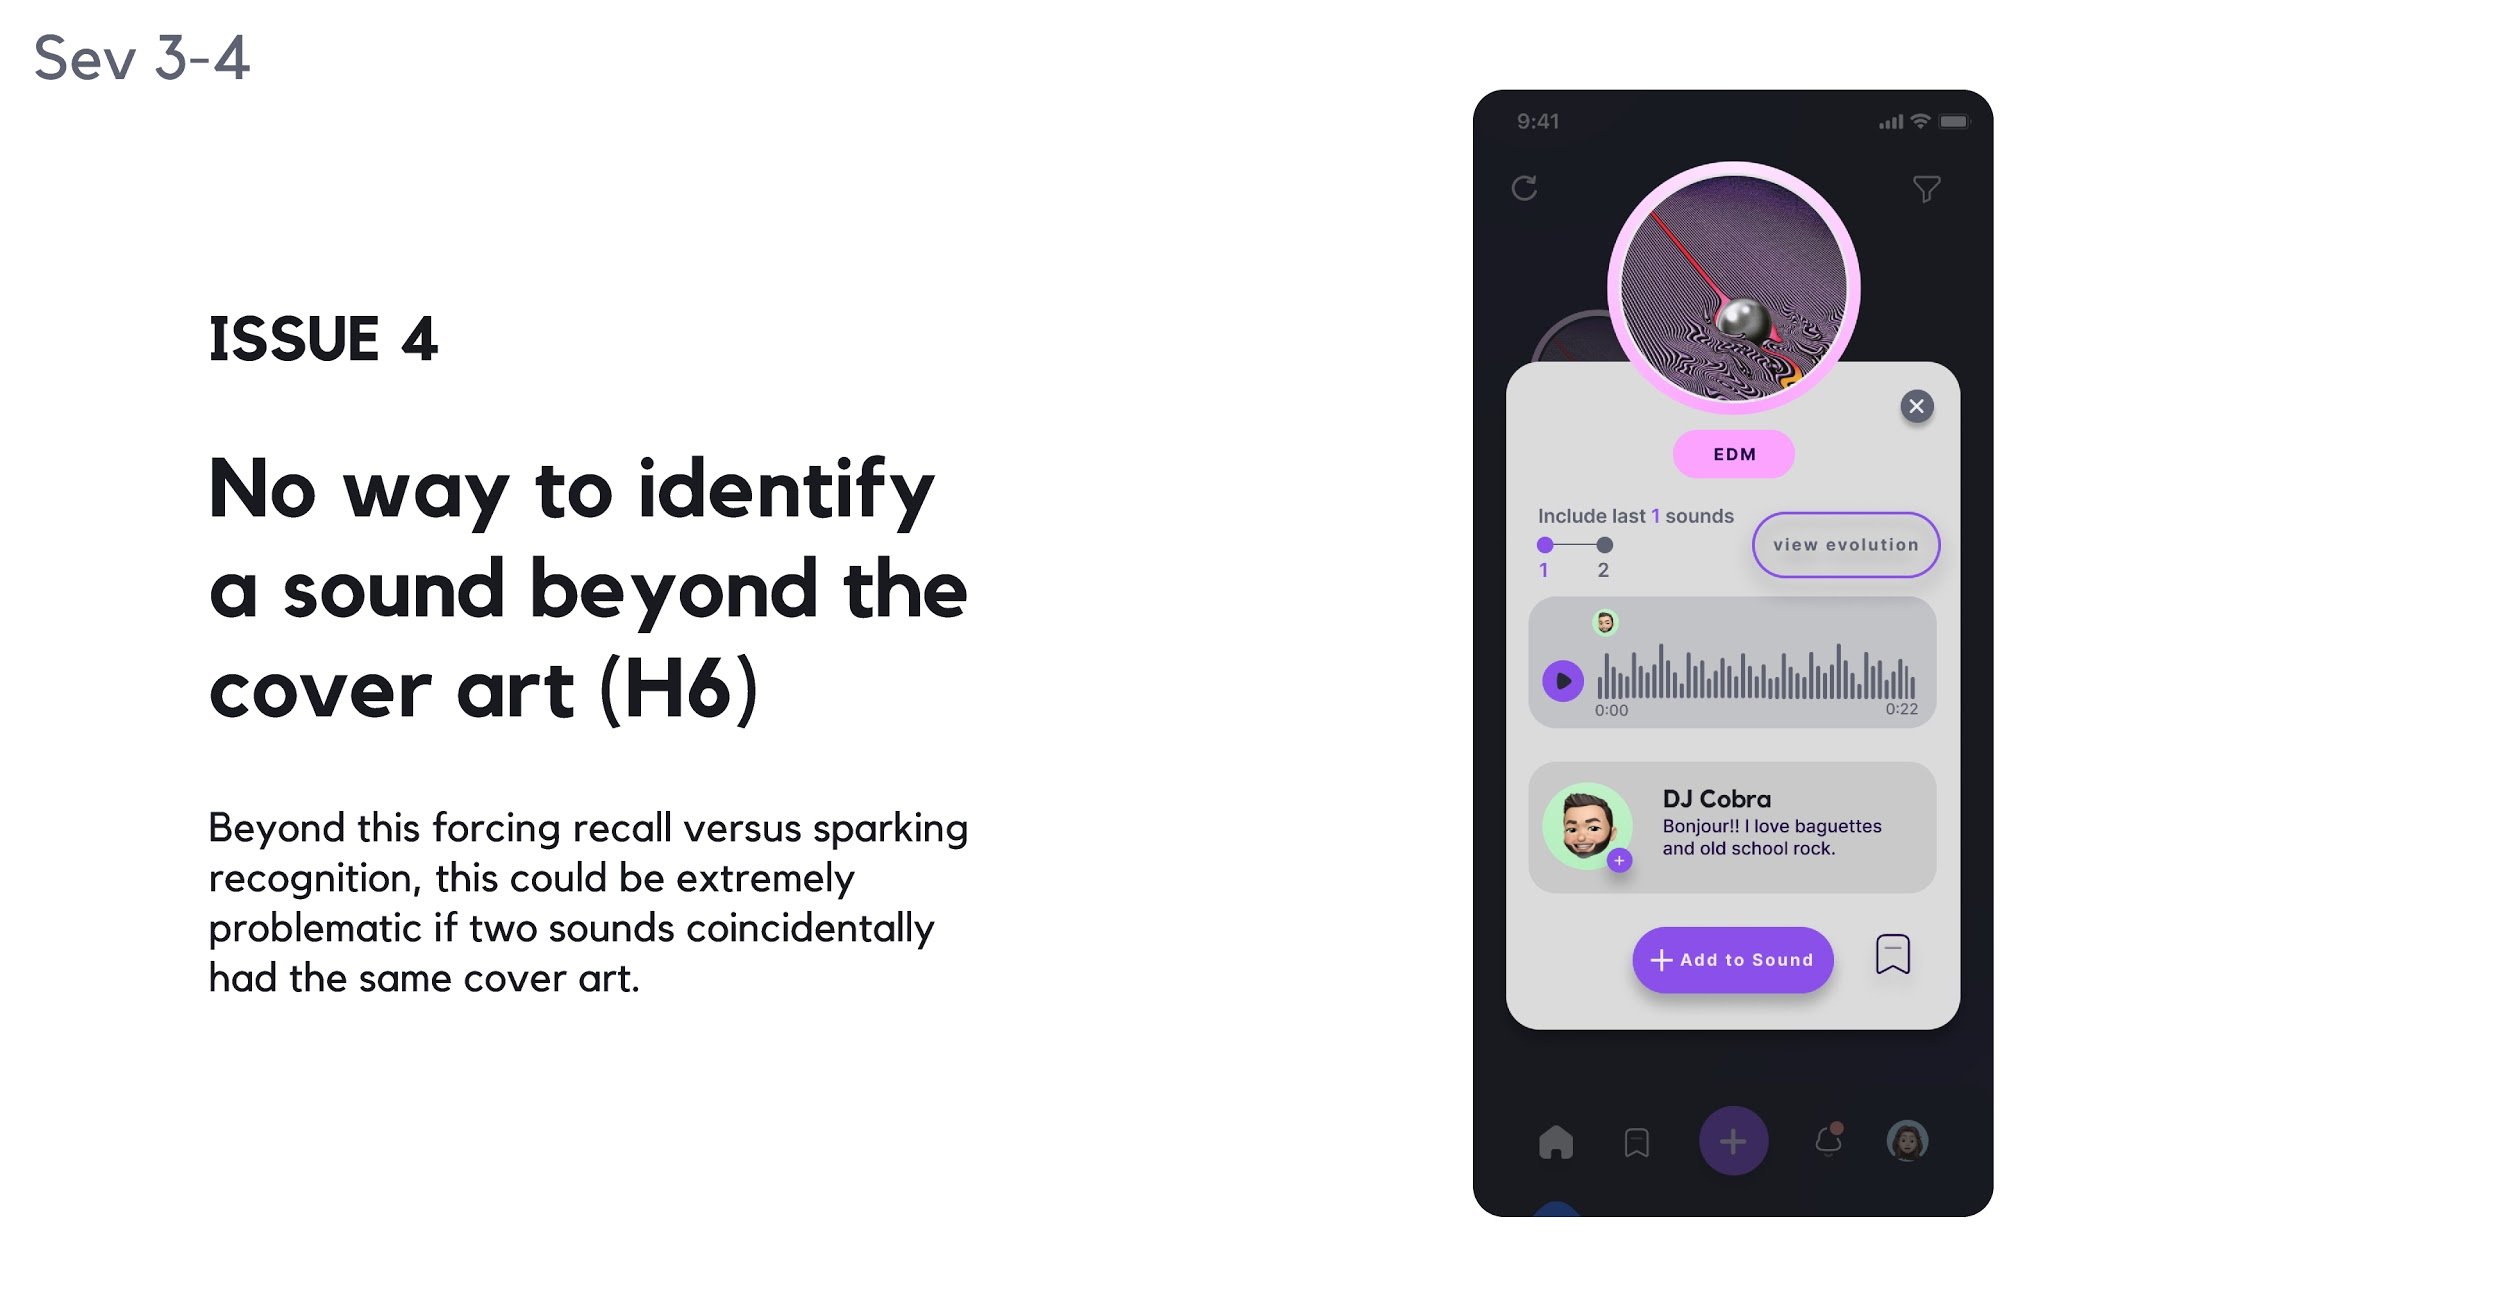 Sev 3-4
ISSUE 4
No way to identify
a sound beyond the
cover art (H6)
Beyond this forcing recall versus sparking
recognition, this could be extremely
problematic if two sounds coincidentally
had the same cover art.
9:41
EDM
Include last 1 sounds
1 2
view evolution
0:00 0:22
DJ Cobra
Bonjour!! I love baguettes
and old school rock.
Add to Sound